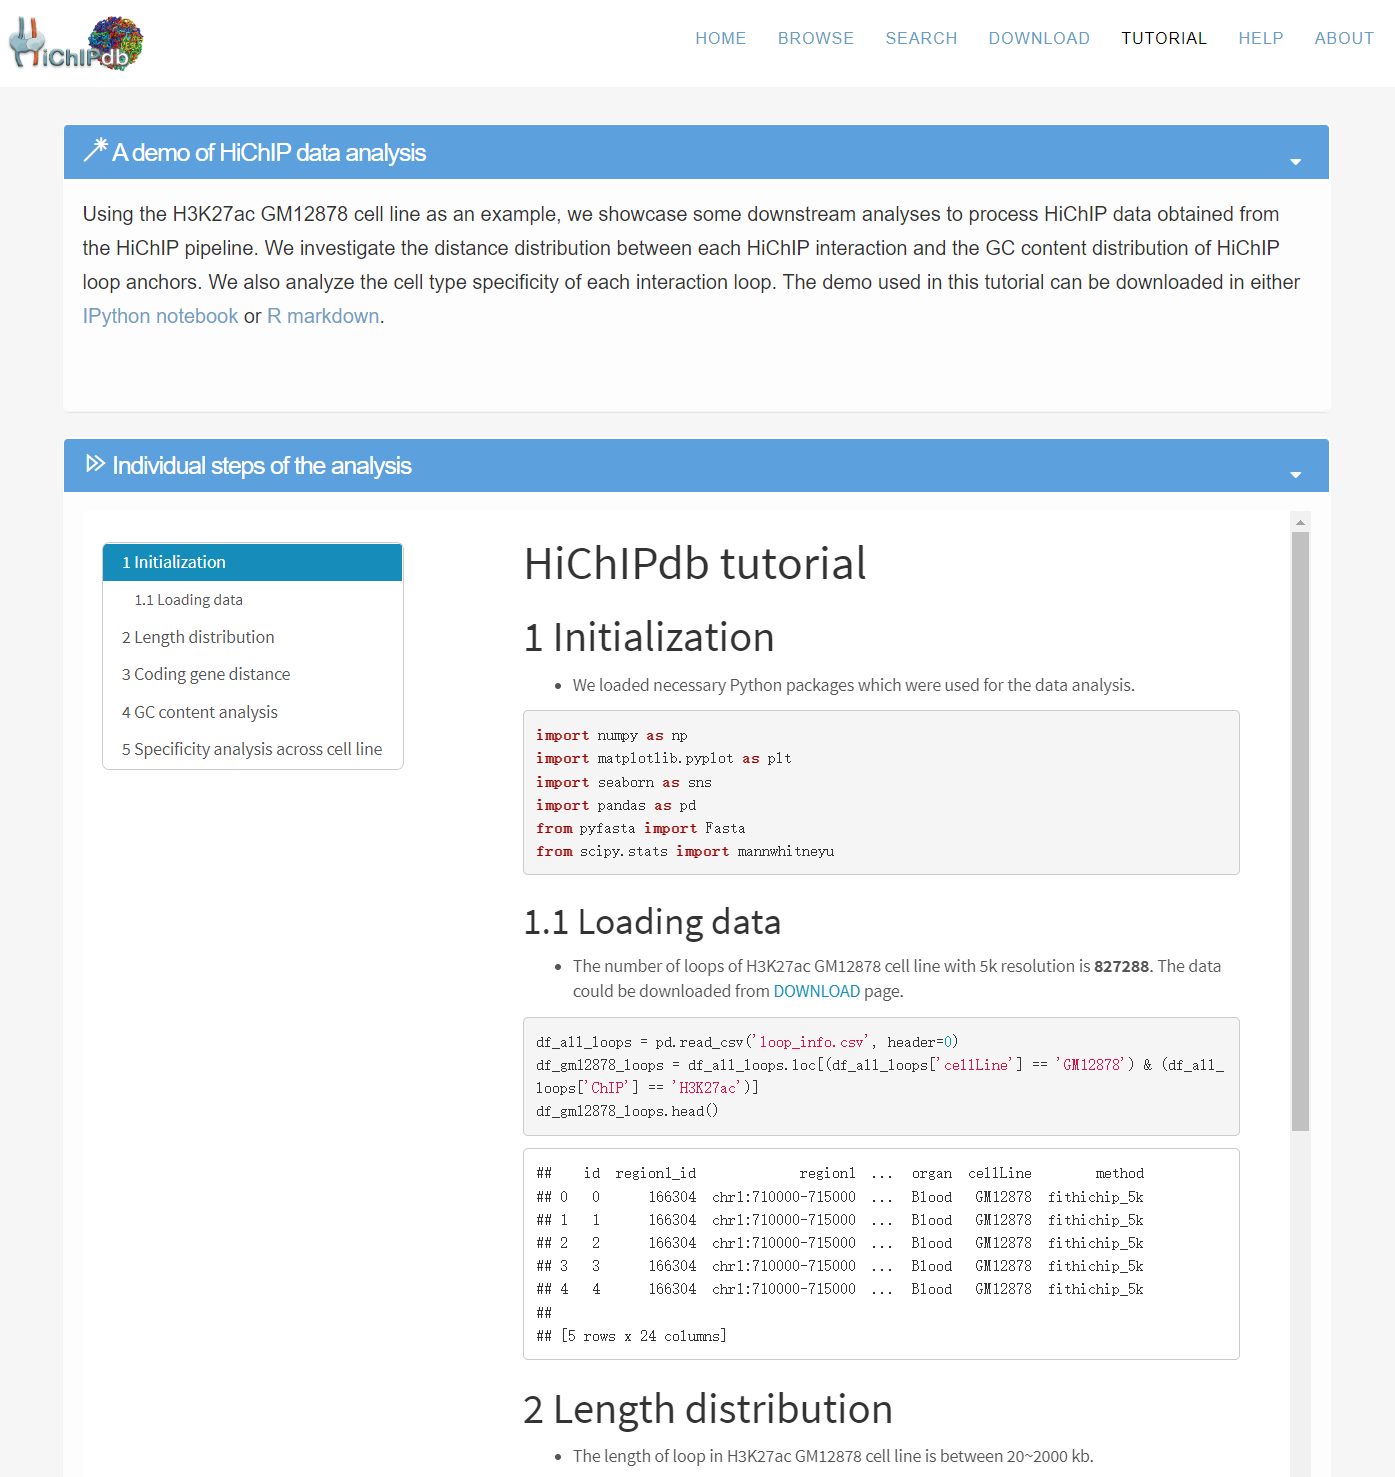 HiChIPdb
HOME BROWSE SEARCH DOWNLOAD TUTORIAL HELP ABOUT
A demo of HiChIP data analysis
Using the H3K27ac GM12878 cell line as an example, we showcase some downstream analyses to process HiChIP data obtained from
the HiChIP pipeline. We investigate the distance distribution between each HiChIP interaction and the GC content distribution of HiChIP
loop anchors. We also analyze the cell type specificity of each interaction loop. The demo used in this tutorial can be downloaded in either
IPython notebook or R markdown.
Individual steps of the analysis
1 Initialization
1.1 Loading data
2 Length distribution
3 Coding gene distance
4 GC content analysis
5 Specificity analysis across cell line
HiChIPdb tutorial
1 Initialization
• We loaded necessary Python packages which were used for the data analysis.
import numpy as np
import matplotlib.pyplot as plt
import seaborn as sns
import pandas as pd
from pyfasta import Fasta
from scipy.stats import mannwhitneyu
1.1 Loading data
• The number of loops of H3K27ac GM12878 cell line with 5k resolution is 827288. The data
could be downloaded from DOWNLOAD page.
df_all_loops = pd.read_csv('loop_info.csv', header=0)
df_gm12878_loops = df_all_loops.loc[(df_all_loops['cellLine'] == 'GM12878') & (df_all_
loops['ChIP'] == 'H3K27ac')]
df_gm12878_loops.head()
##    id  region1_id             region1  ...  organ  cellLine        method
## 0   0      166304  chr1:710000-715000  ...  Blood   GM12878  fithichip_5k
## 1   1      166304  chr1:710000-715000  ...  Blood   GM12878  fithichip_5k
## 2   2      166304  chr1:710000-715000  ...  Blood   GM12878  fithichip_5k
## 3   3      166304  chr1:710000-715000  ...  Blood   GM12878  fithichip_5k
## 4   4      166304  chr1:710000-715000  ...  Blood   GM12878  fithichip_5k
##
## [5 rows x 24 columns]
2 Length distribution
• The length of loop in H3K27ac GM12878 cell line is between 20~2000 kb.